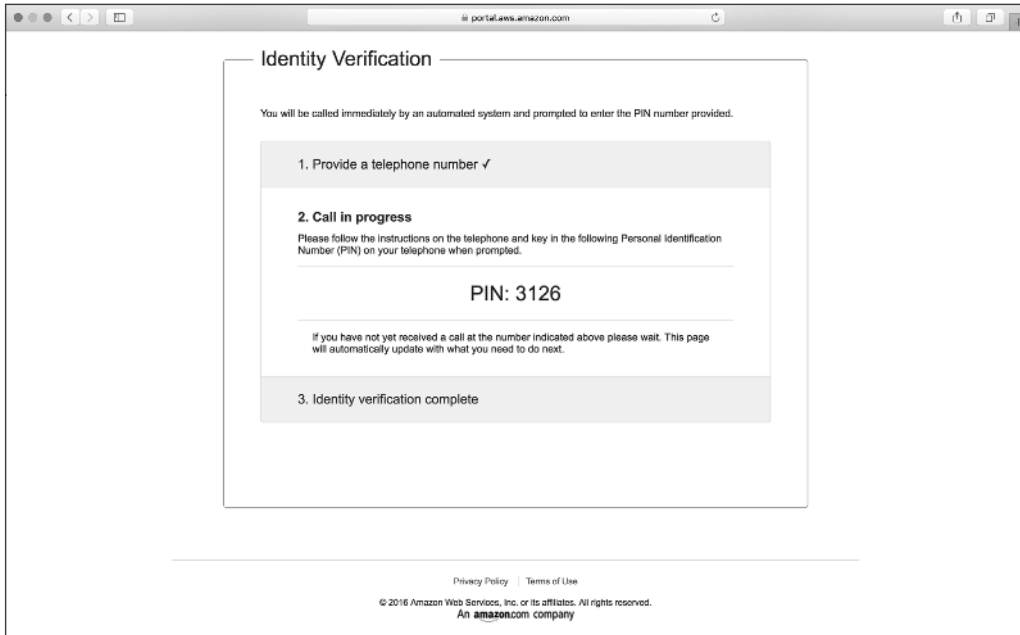 portal.aws.amazon.com
Identity Verification
You will be called immediately by an automated system and prompted to enter the PIN number provided.
1. Provide a telephone number ✓
2. Call in progress
Please follow the instructions on the telephone and key in the following Personal Identification
Number (PIN) on your telephone when prompted.
PIN: 3126
If you have not yet received a call at the number indicated above please wait. This page
will automatically update with what you need to do next.
3. Identity verification complete
Privacy Policy | Terms of Use
© 2016 Amazon Web Services, Inc. or its affiliates. All rights reserved.
An amazon.com company